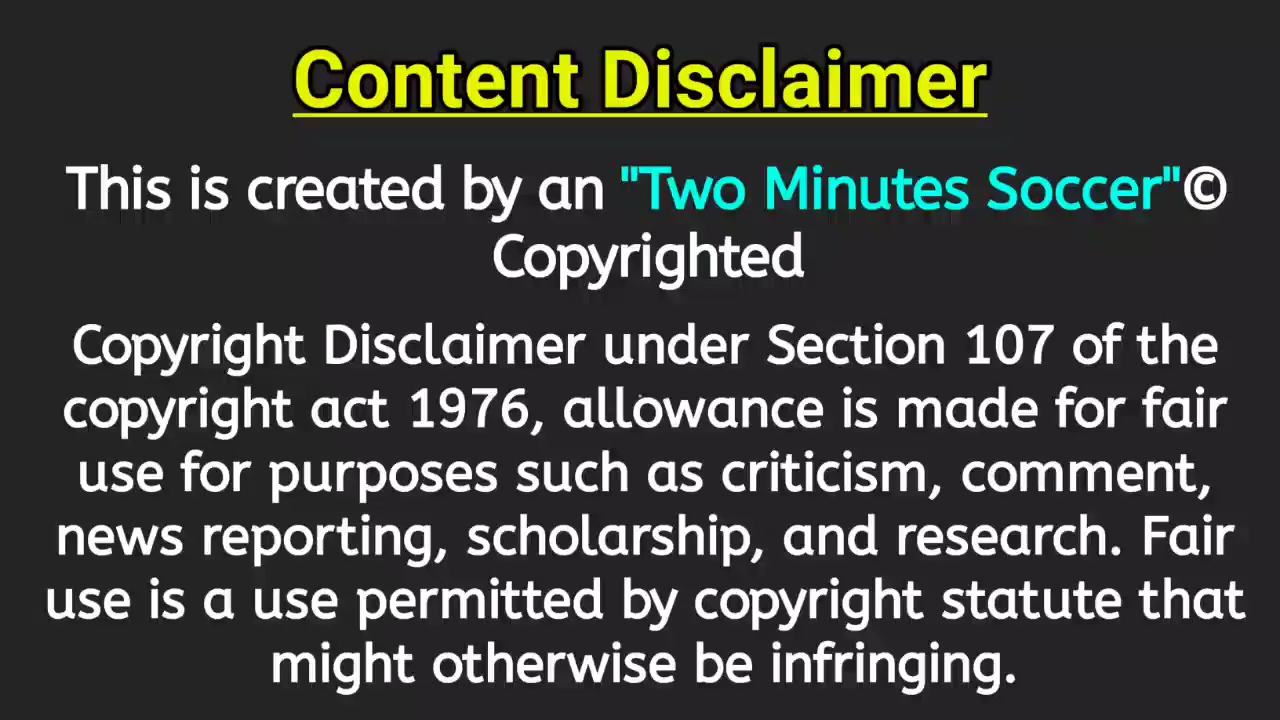 Content Disclaimer
This is created by an "Two Minutes Soccer"©
Copyrighted
Copyright Disclaimer under Section 107 of the
copyright act 1976, allowance is made for fair
use for purposes such as criticism, comment,
news reporting, scholarship, and research. Fair
use is a use permitted by copyright statute that
might otherwise be infringing.